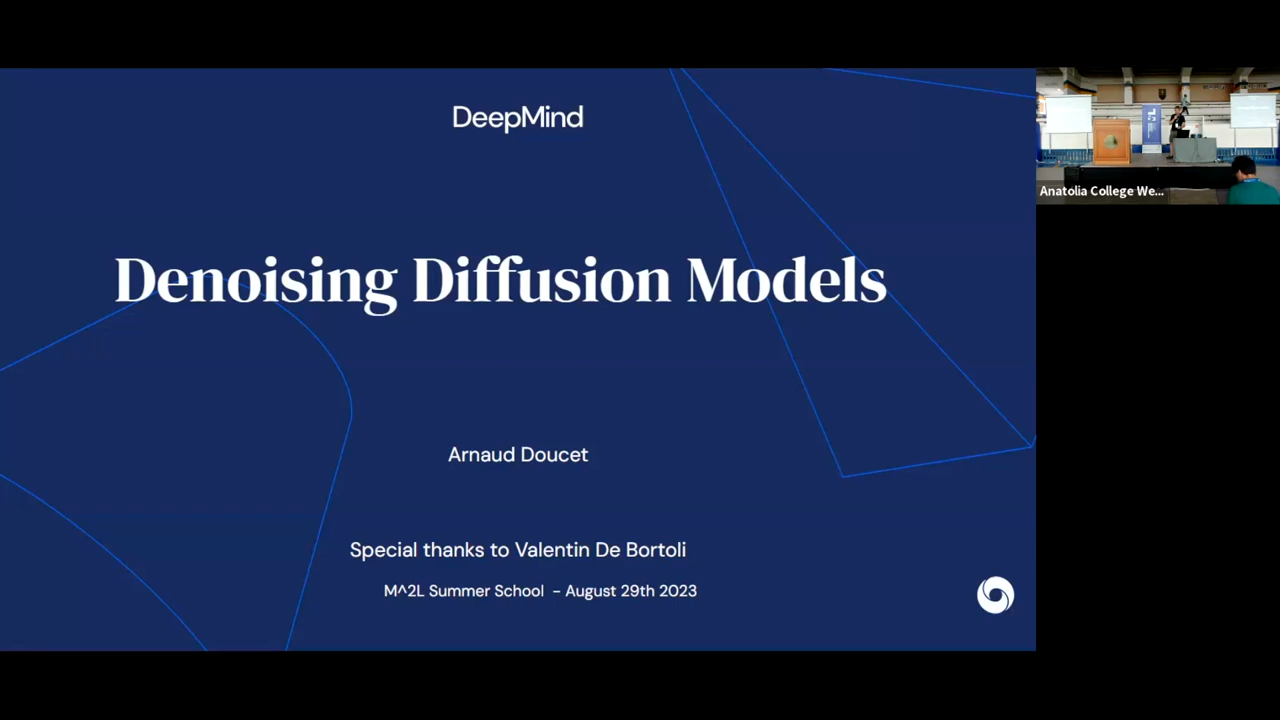 DeepMind
Denoising Diffusion Models
Arnaud Doucet
Special thanks to Valentin De Bortoli
M^2L Summer School - August 29th 2023
Anatolia College We...